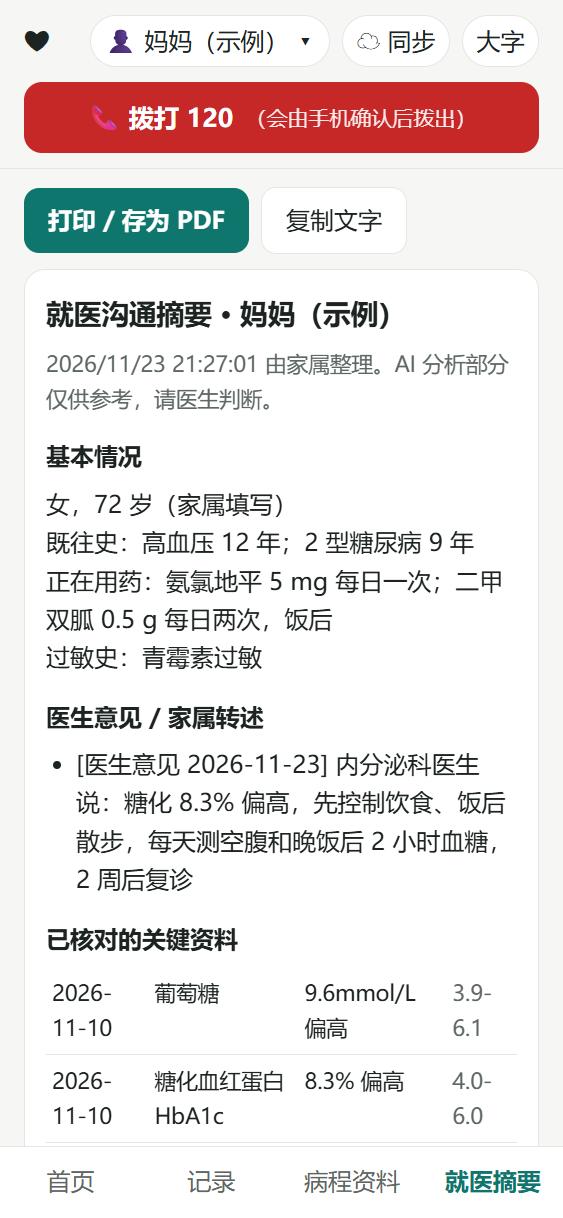 妈妈（示例） ▼
同步
大字
拨打 120 （会由手机确认后拨出）
打印 / 存为 PDF
复制文字
就医沟通摘要 • 妈妈（示例）
2026/11/23 21:27:01 由家属整理。AI 分析部分
仅供参考，请医生判断。
基本情况
女，72 岁（家属填写）
既往史：高血压 12 年；2 型糖尿病 9 年
正在用药：氨氯地平 5 mg 每日一次；二甲
双胍 0.5 g 每日两次，饭后
过敏史：青霉素过敏
医生意见 / 家属转述
• [医生意见 2026-11-23] 内分泌科医生
说：糖化 8.3% 偏高，先控制饮食、饭后
散步，每天测空腹和晚饭后 2 小时血糖，
2 周后复诊
已核对的关键资料
2026- 葡萄糖 9.6mmol/L 3.9-
11-10 偏高 6.1
2026- 糖化血红蛋白 8.3% 偏高 4.0-
11-10 HbA1c 6.0
首页
记录
病程资料
就医摘要